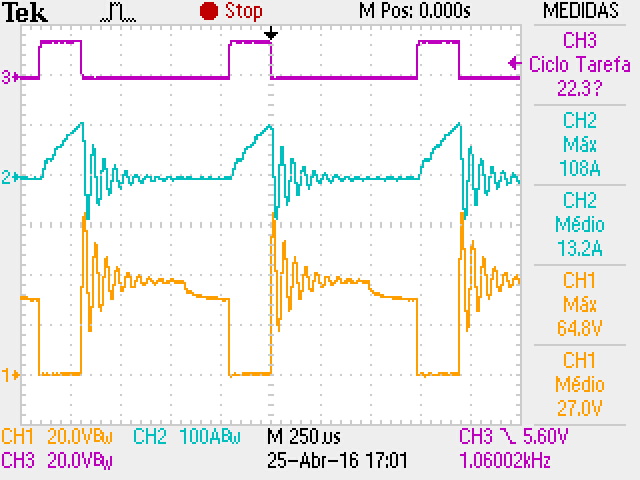 Tek Stop M Pos: 0.000s MEDIDAS
CH3
Ciclo Tarefa
22.3?
CH2
Máx
108A
CH2
Médio
13.2A
CH1
Máx
64.8V
CH1
Médio
27.0V
3
2
1
CH1 20.0VBw CH2 100ABw M 250µs CH3 \ 5.60V
CH3 20.0VBw 25-Abr-16 17:01 1.06002kHz